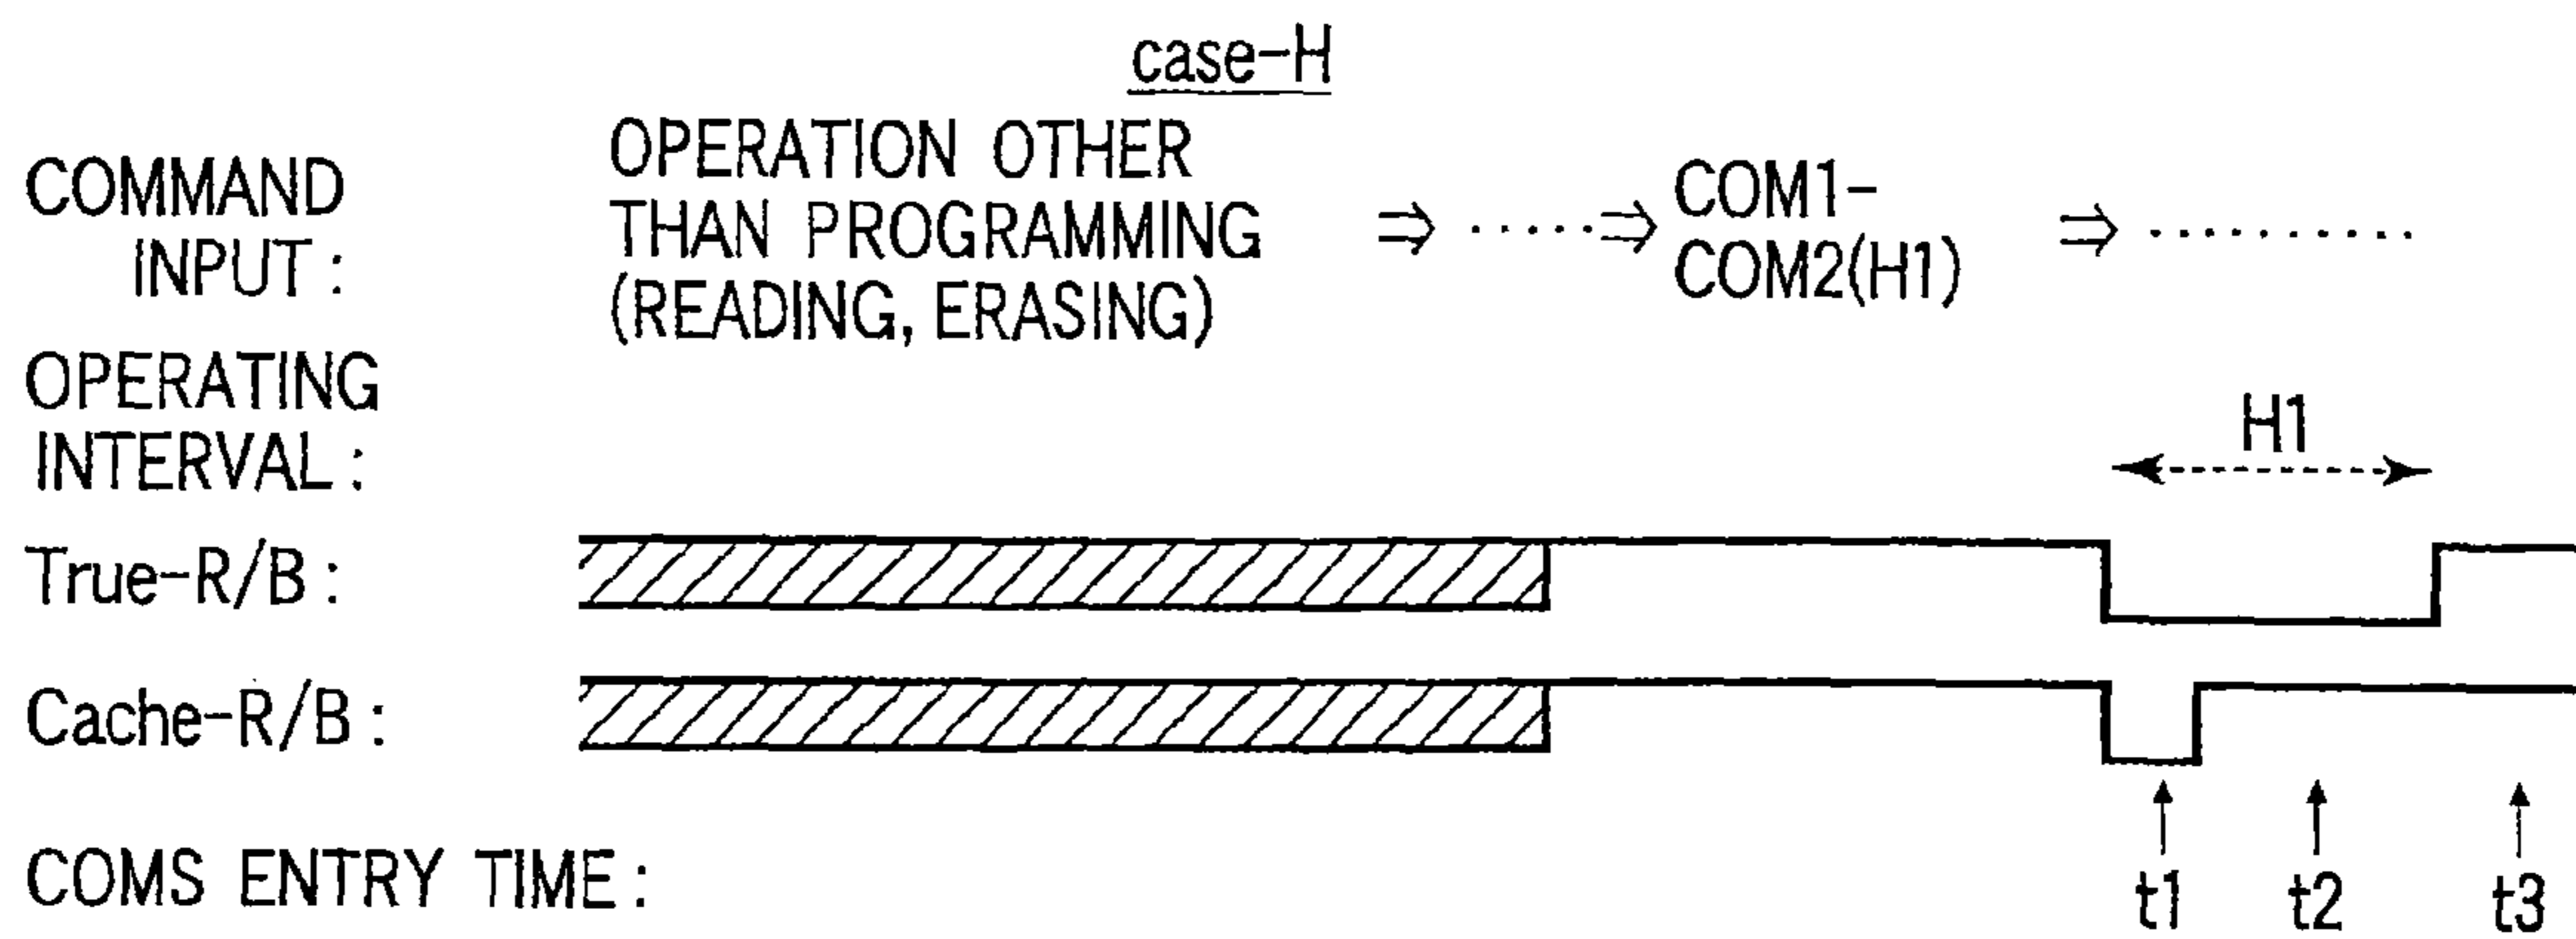 case-H
COMMAND
INPUT :
OPERATION OTHER
THAN PROGRAMMING
(READING, ERASING)
⇒ ····· ⇒
COM1-
COM2(H1)
⇒ ··········
OPERATING
INTERVAL :
H1
True-R/B :
Cache-R/B :
COMS ENTRY TIME :
t1
t2
t3